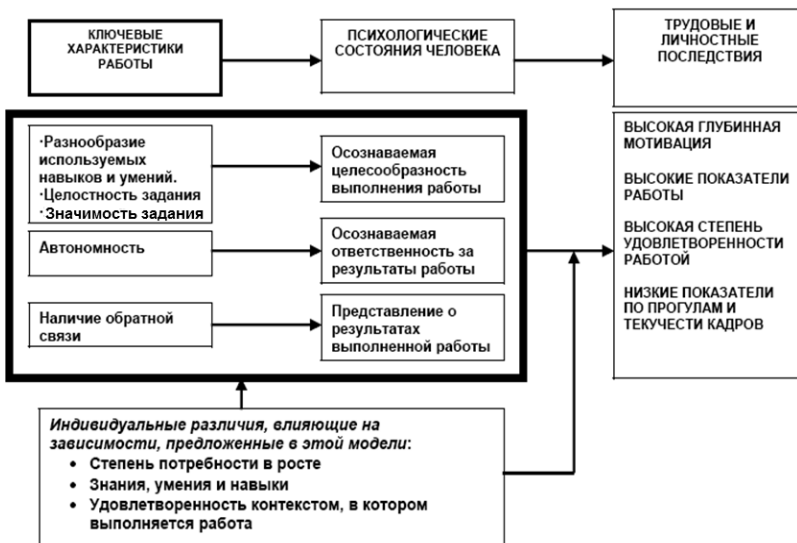 КЛЮЧЕВЫЕ
ХАРАКТЕРИСТИКИ
РАБОТЫ
ПСИХОЛОГИЧЕСКИЕ
СОСТОЯНИЯ ЧЕЛОВЕКА
ТРУДОВЫЕ И
ЛИЧНОСТНЫЕ
ПОСЛЕДСТВИЯ
·Разнообразие
используемых
навыков и умений.
·Целостность задания
·Значимость задания
Осознаваемая
целесообразность
выполнения работы
Автономность
Осознаваемая
ответственность за
результаты работы
Наличие обратной
связи
Представление о
результатах
выполненной работы
ВЫСОКАЯ ГЛУБИННАЯ
МОТИВАЦИЯ
ВЫСОКИЕ ПОКАЗАТЕЛИ
РАБОТЫ
ВЫСОКАЯ СТЕПЕНЬ
УДОВЛЕТВОРЕННОСТИ
РАБОТОЙ
НИЗКИЕ ПОКАЗАТЕЛИ
ПО ПРОГУЛАМ И
ТЕКУЧЕСТИ КАДРОВ
Индивидуальные различия, влияющие на
зависимости, предложенные в этой модели:
• Степень потребности в росте
• Знания, умения и навыки
• Удовлетворенность контекстом, в котором
выполняется работа